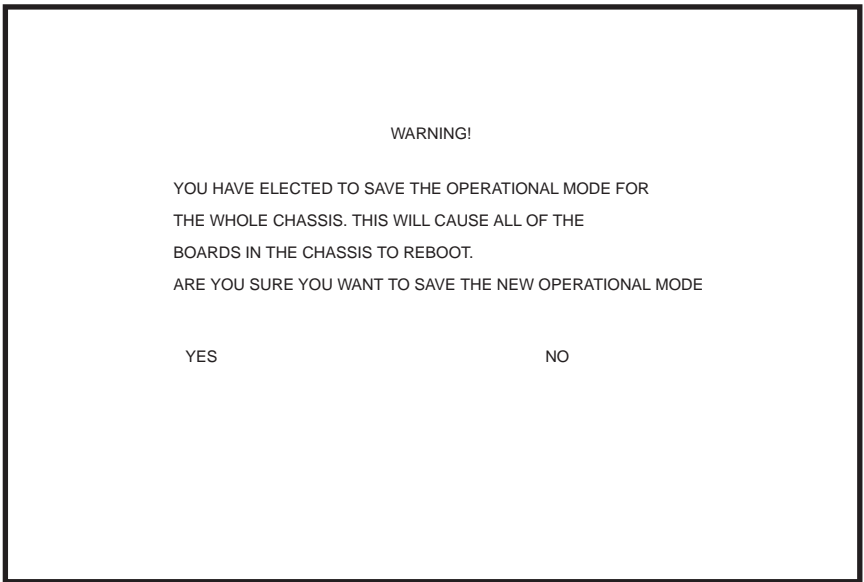 WARNING!
YOU HAVE ELECTED TO SAVE THE OPERATIONAL MODE FOR
THE WHOLE CHASSIS. THIS WILL CAUSE ALL OF THE
BOARDS IN THE CHASSIS TO REBOOT.
ARE YOU SURE YOU WANT TO SAVE THE NEW OPERATIONAL MODE
YES NO